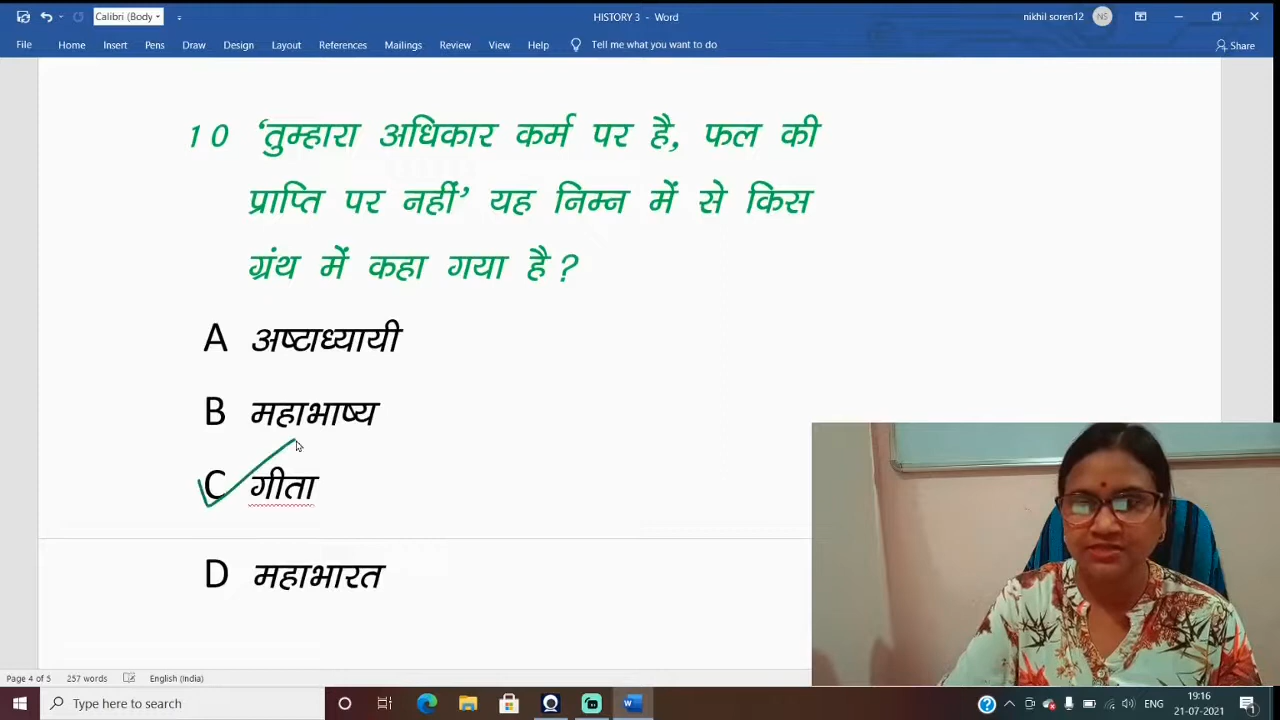 Calibri (Body
HISTORY 3 - Word
nikhil soren12
NS
File Home Insert Pens Draw Design Layout References Mailings Review View Help Tell me what you want to do
Share
10 ‘तुम्हारा अधिकार कर्म पर है, फल की
प्राप्ति पर नहीं’ यह निम्न में से किस
ग्रंथ में कहा गया है?
A अष्टाध्यायी
B महाभाष्य
C गीता
D महाभारत
Page 4 of 5 257 words English (India)
Type here to search
ENG
19:16
21-07-2021